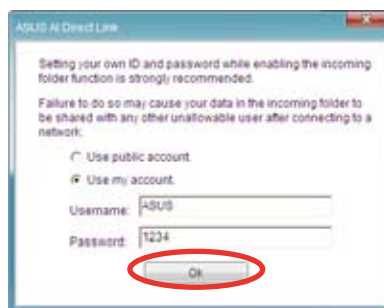 ASUS AI Direct Link
Setting your own ID and password while enabling the incoming
folder function is strongly recommended.
Failure to do so may cause your data in the incoming folder to
be shared with any other unallowable user after connecting to a
network.
Use public account.
Use my account.
Username: ASUS
Password: 1234
Ok